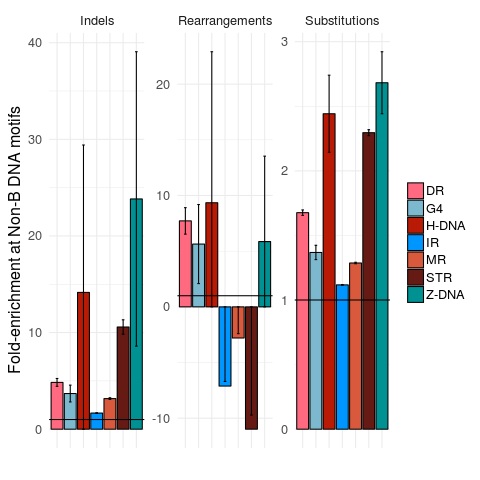 Indels Rearrangements Substitutions
Fold-enrichment at Non-B DNA motifs
40
30
20
10
0
20
10
0
-10
3
2
1
0
DR
G4
H-DNA
IR
MR
STR
Z-DNA